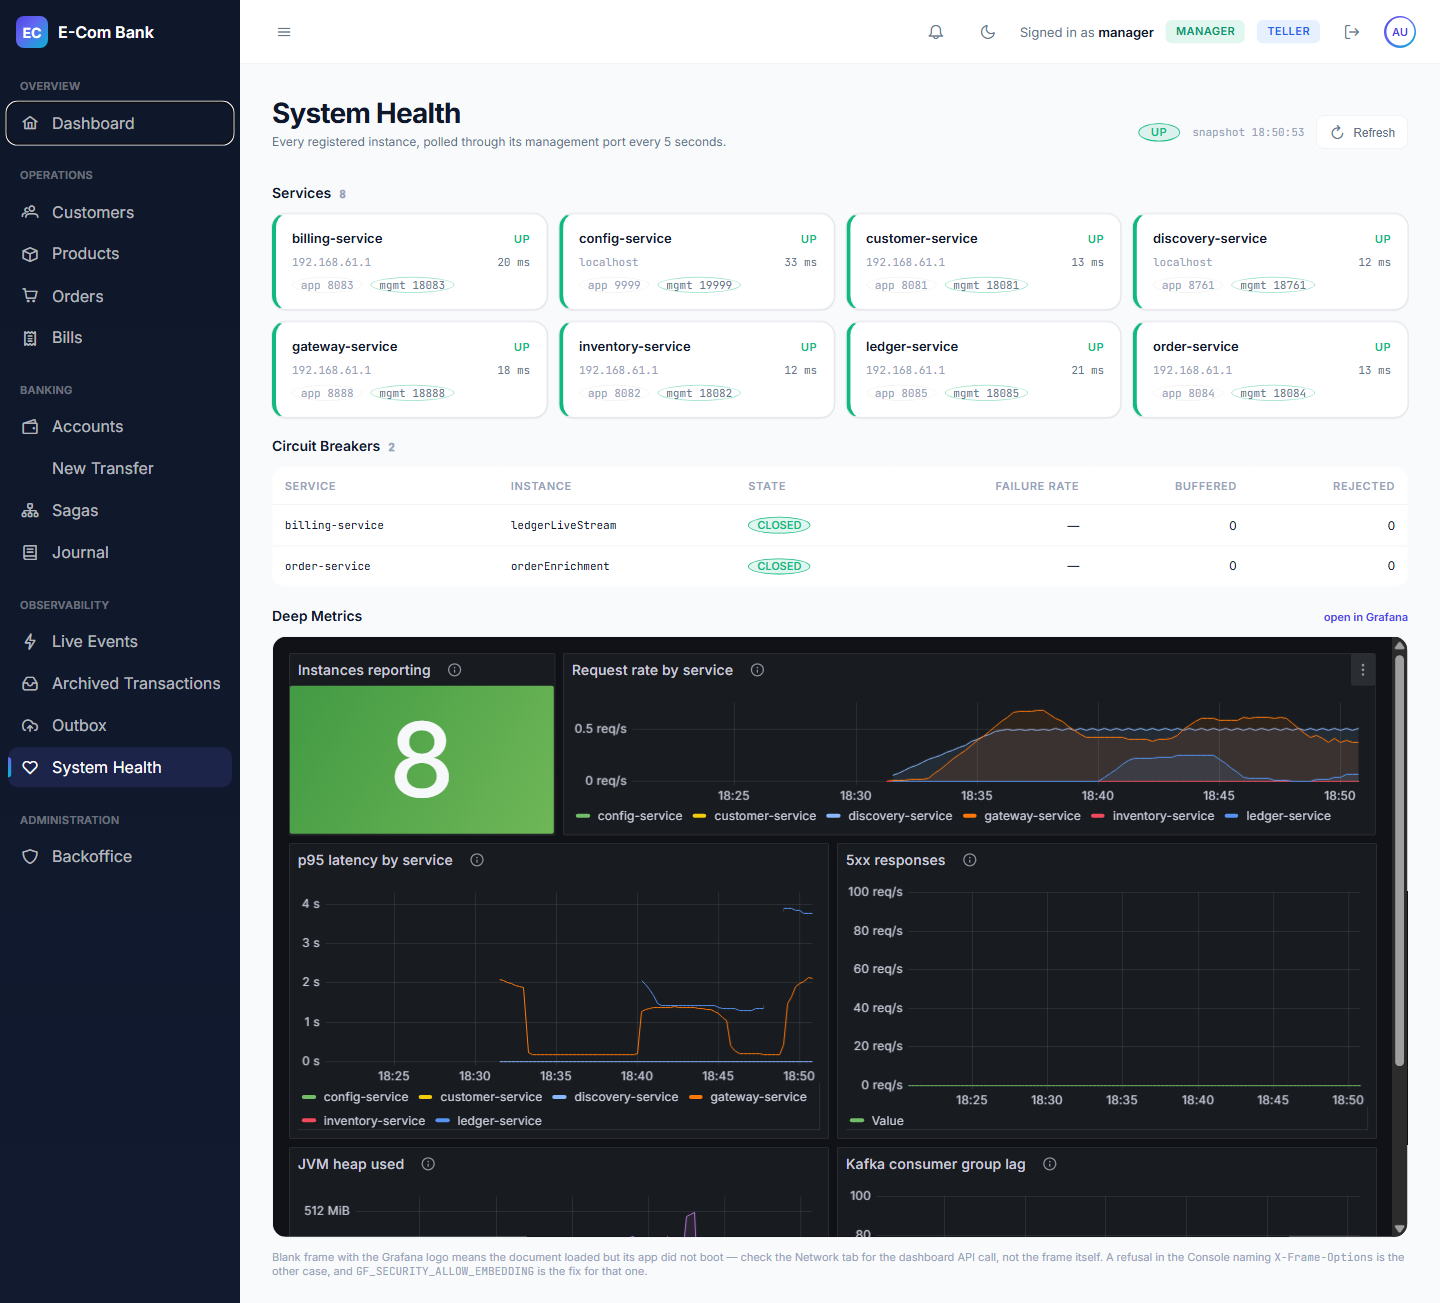 EC E-Com Bank
OVERVIEW
Dashboard
OPERATIONS
Customers
Products
Orders
Bills
BANKING
Accounts
New Transfer
Sagas
Journal
OBSERVABILITY
Live Events
Archived Transactions
Outbox
System Health
ADMINISTRATION
Backoffice
Signed in as manager MANAGER TELLER AU
System Health
Every registered instance, polled through its management port every 5 seconds.
UP snapshot 18:50:53 Refresh
Services 8
billing-service UP
192.168.61.1 20 ms
app 8083 mgmt 18083
config-service UP
localhost 33 ms
app 9999 mgmt 19999
customer-service UP
192.168.61.1 13 ms
app 8081 mgmt 18081
discovery-service UP
localhost 12 ms
app 8761 mgmt 18761
gateway-service UP
192.168.61.1 18 ms
app 8888 mgmt 18888
inventory-service UP
192.168.61.1 12 ms
app 8082 mgmt 18082
ledger-service UP
192.168.61.1 21 ms
app 8085 mgmt 18085
order-service UP
192.168.61.1 13 ms
app 8084 mgmt 18084
Circuit Breakers 2
SERVICE INSTANCE STATE FAILURE RATE BUFFERED REJECTED
billing-service ledgerLiveStream CLOSED — 0 0
order-service orderEnrichment CLOSED — 0 0
Deep Metrics open in Grafana
Instances reporting
8
Request rate by service
0.5 req/s
0 req/s
18:25 18:30 18:35 18:40 18:45 18:50
config-service customer-service discovery-service gateway-service inventory-service ledger-service
p95 latency by service
4 s
3 s
2 s
1 s
0 s
18:25 18:30 18:35 18:40 18:45 18:50
config-service customer-service discovery-service gateway-service
inventory-service ledger-service
5xx responses
100 req/s
80 req/s
60 req/s
40 req/s
20 req/s
0 req/s
18:25 18:30 18:35 18:40 18:45 18:50
Value
JVM heap used
512 MiB
Kafka consumer group lag
100
80
Blank frame with the Grafana logo means the document loaded but its app did not boot — check the Network tab for the dashboard API call, not the frame itself. A refusal in the Console naming X-Frame-Options is the
other case, and GF_SECURITY_ALLOW_EMBEDDING is the fix for that one.